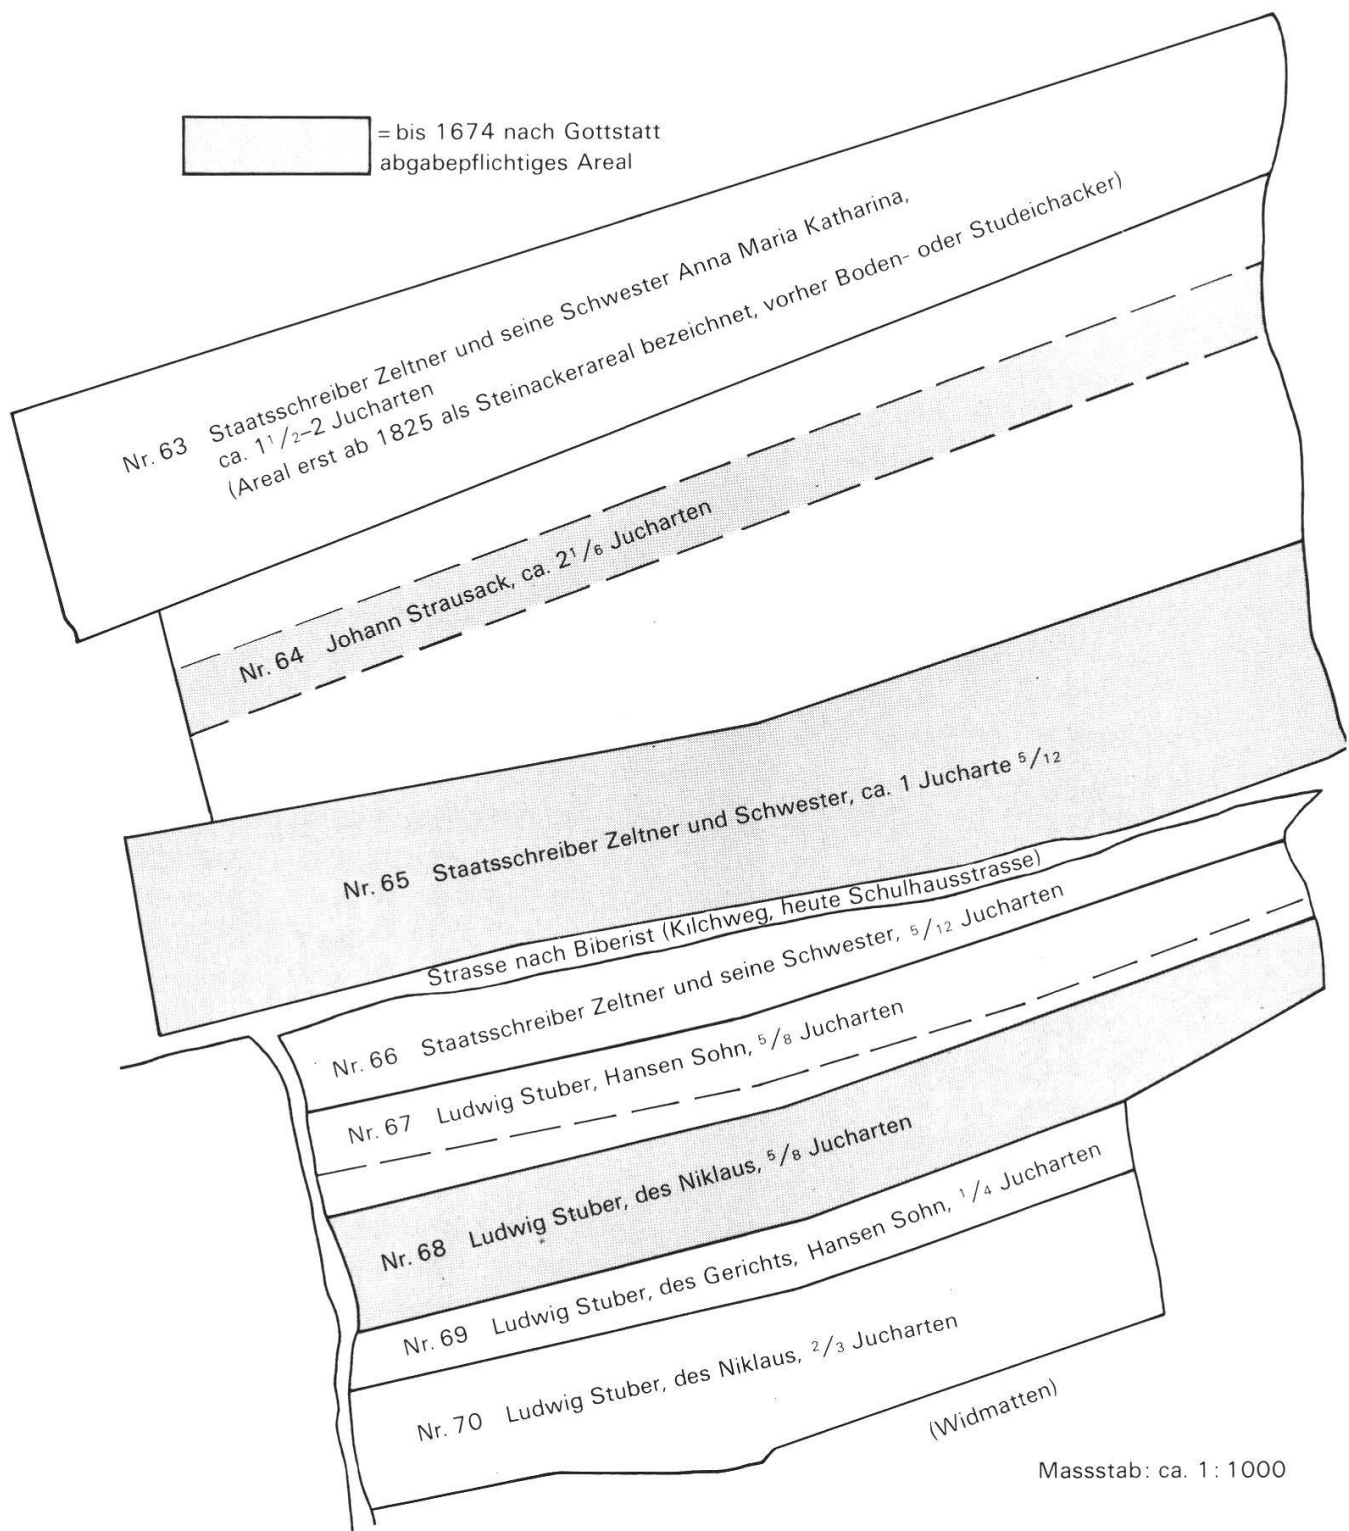 = bis 1674 nach Gottstatt
abgabepflichtiges Areal
Nr. 63 Staatsschreiber Zeltner und seine Schwester Anna Maria Katharina,
ca. 1 1/2–2 Jucharten
(Areal erst ab 1825 als Steinackerareal bezeichnet, vorher Boden- oder Studeichacker)
Nr. 64 Johann Strausack, ca. 2 1/6 Jucharten
Nr. 65 Staatsschreiber Zeltner und Schwester, ca. 1 Jucharte 5/12
Strasse nach Biberist (Kilchweg, heute Schulhausstrasse)
Nr. 66 Staatsschreiber Zeltner und seine Schwester, 5/12 Jucharten
Nr. 67 Ludwig Stuber, Hansen Sohn, 5/8 Jucharten
Nr. 68 Ludwig Stuber, des Niklaus, 5/8 Jucharten
Nr. 69 Ludwig Stuber, des Gerichts, Hansen Sohn, 1/4 Jucharten
Nr. 70 Ludwig Stuber, des Niklaus, 2/3 Jucharten
(Widmatten)
Massstab: ca. 1:1000